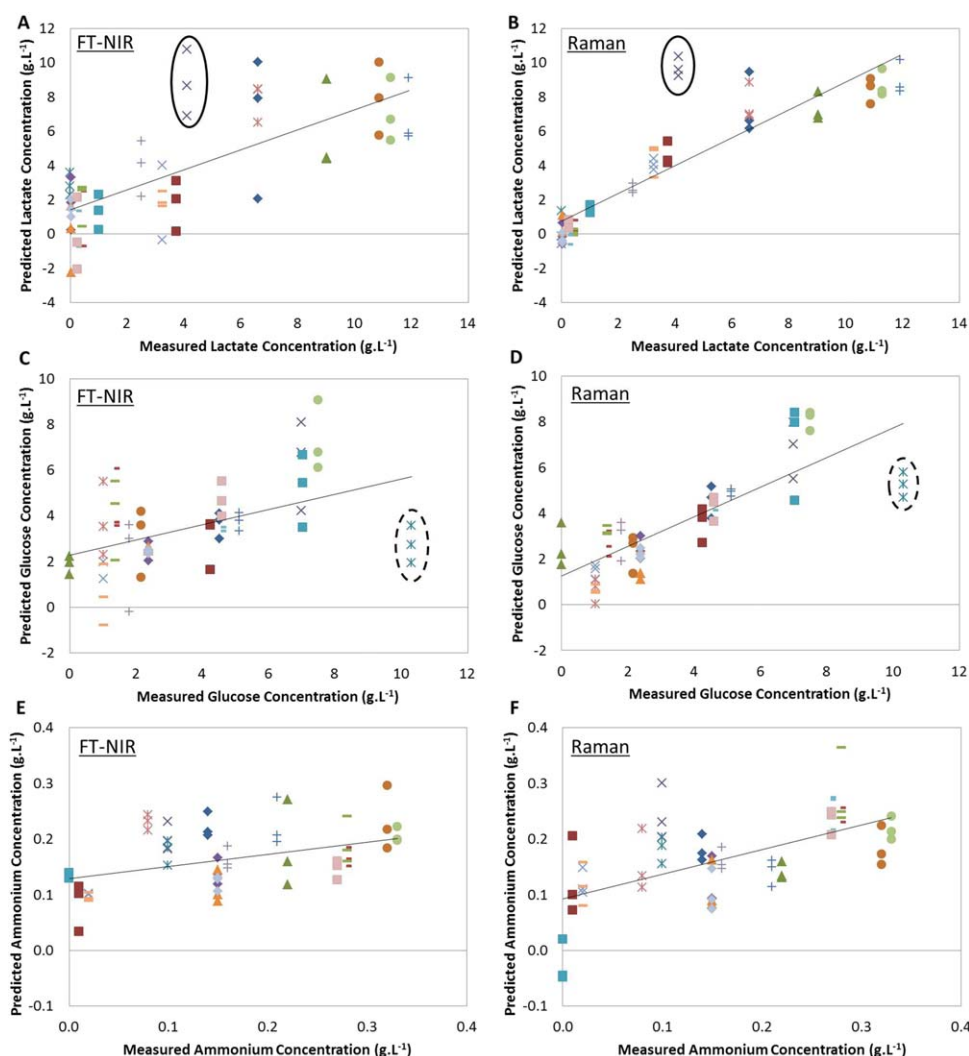 A
FT-NIR
Predicted Lactate Concentration (g.L⁻¹)
12
10
8
6
4
2
0
-2
-4
0 2 4 6 8 10 12 14
Measured Lactate Concentration (g.L⁻¹)
B
Raman
Predicted Lactate Concentration (g.L⁻¹)
12
10
8
6
4
2
0
-2
-4
0 2 4 6 8 10 12 14
Measured Lactate Concentration (g.L⁻¹)
C
FT-NIR
Predicted Glucose Concentration (g.L⁻¹)
10
8
6
4
2
0
-2
0 2 4 6 8 10 12
Measured Glucose Concentration (g.L⁻¹)
D
Raman
Predicted Glucose Concentration (g.L⁻¹)
10
8
6
4
2
0
-2
0 2 4 6 8 10 12
Measured Glucose Concentration (g.L⁻¹)
E
FT-NIR
Predicted Ammonium Concentration (g.L⁻¹)
0.4
0.3
0.2
0.1
0.0
-0.1
0.0 0.1 0.2 0.3 0.4
Measured Ammonium Concentration (g.L⁻¹)
F
Raman
Predicted Ammonium Concentration (g.L⁻¹)
0.4
0.3
0.2
0.1
0.0
-0.1
0.0 0.1 0.2 0.3 0.4
Measured Ammonium Concentration (g.L⁻¹)